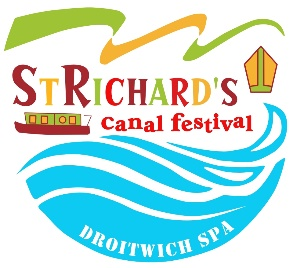 STRICHARD'S
canal festival
DROITWICH SPA